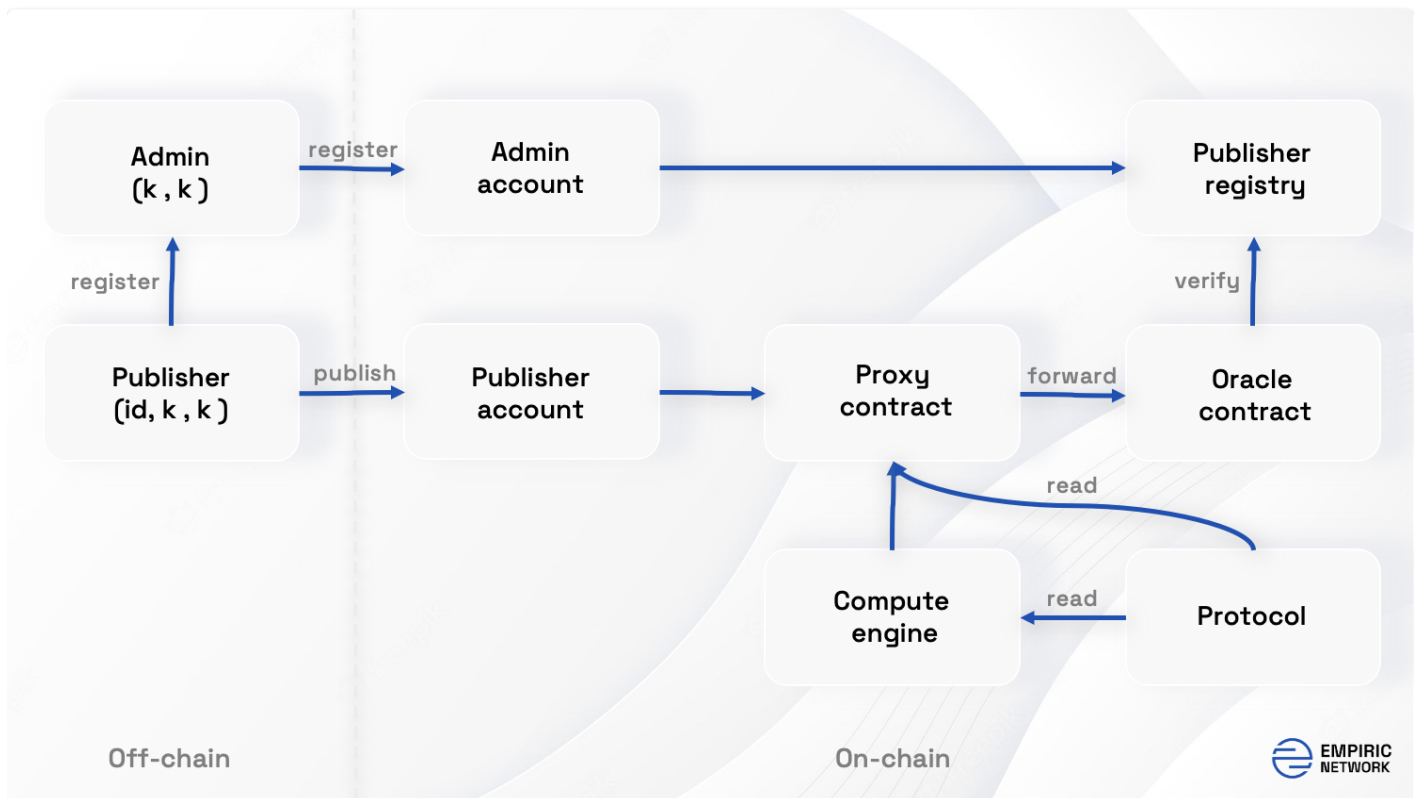 Admin
(k , k )
register
Admin
account
Publisher
registry
register
verify
Publisher
(id, k , k )
publish
Publisher
account
Proxy
contract
forward
Oracle
contract
read
Compute
engine
read
Protocol
Off-chain
On-chain
EMPIRIC
NETWORK